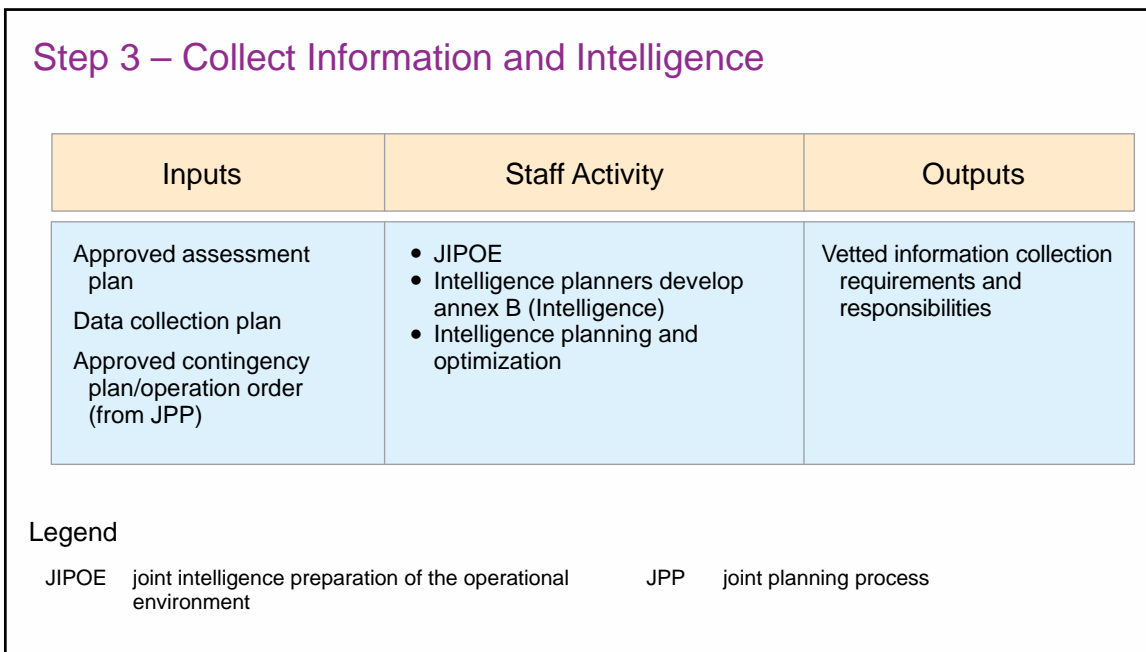 Step 3 – Collect Information and Intelligence
Inputs
Staff Activity
Outputs
Approved assessment
plan
Data collection plan
Approved contingency
plan/operation order
(from JPP)
• JIPOE
• Intelligence planners develop
annex B (Intelligence)
• Intelligence planning and
optimization
Vetted information collection
requirements and
responsibilities
Legend
JIPOE joint intelligence preparation of the operational
environment
JPP joint planning process